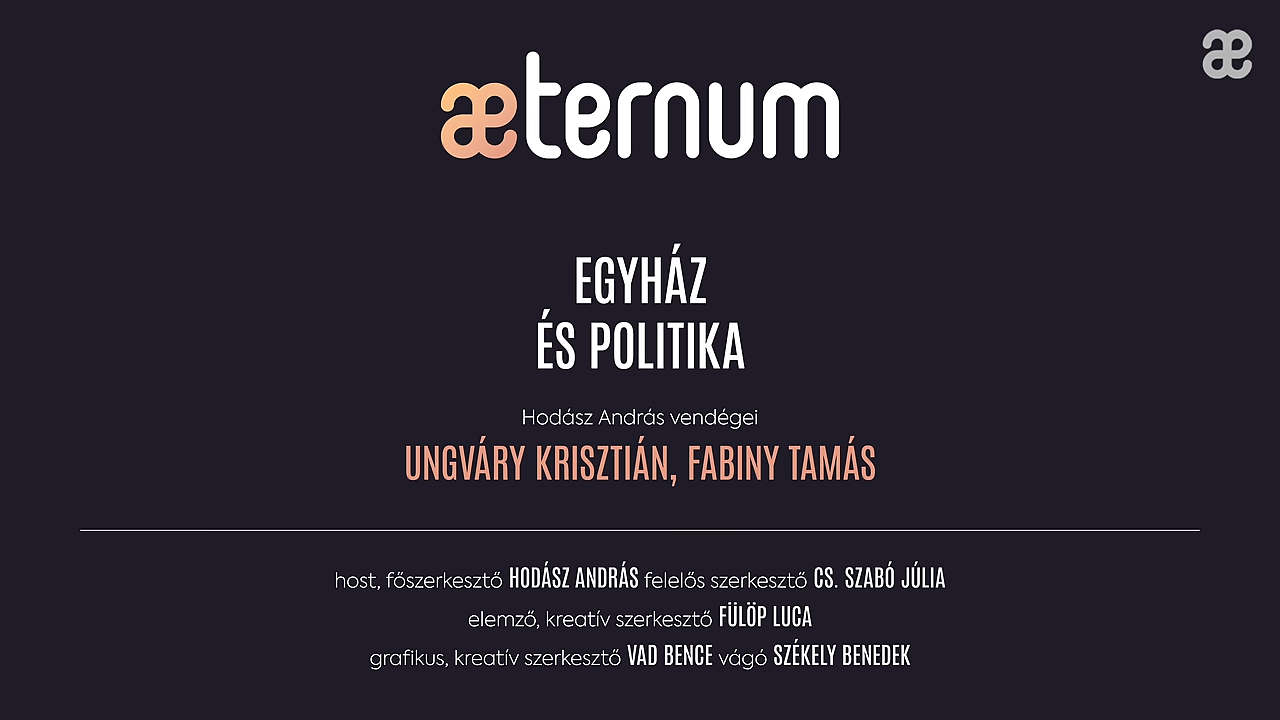 æternum
æ
EGYHÁZ
ÉS POLITIKA
Hodász András vendégei
UNGVÁRY KRISZTIÁN, FABINY TAMÁS
host, főszerkesztő HODÁSZ ANDRÁS felelős szerkesztő CS. SZABÓ JÚLIA
elemző, kreatív szerkesztő FÜLÖP LUCA
grafikus, kreatív szerkesztő VAD BENCE vágó SZÉKELY BENEDEK